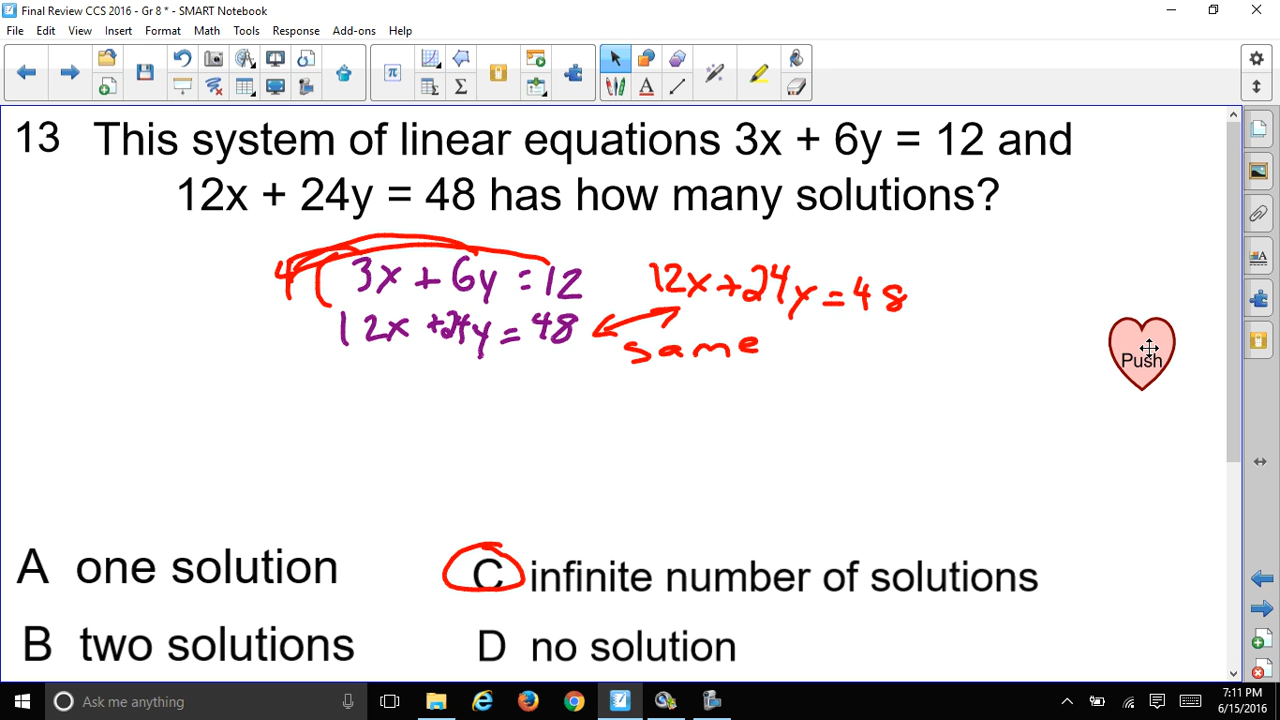 Final Review CCS 2016 - Gr 8 * - SMART Notebook
File Edit View Insert Format Math Tools Response Add-ons Help
13 This system of linear equations 3x + 6y = 12 and
12x + 24y = 48 has how many solutions?
4( 3x + 6y = 12 12x + 24y = 48
12x + 24y = 48
same
Push
A one solution
C infinite number of solutions
B two solutions
D no solution
Ask me anything
7:11 PM
6/15/2016